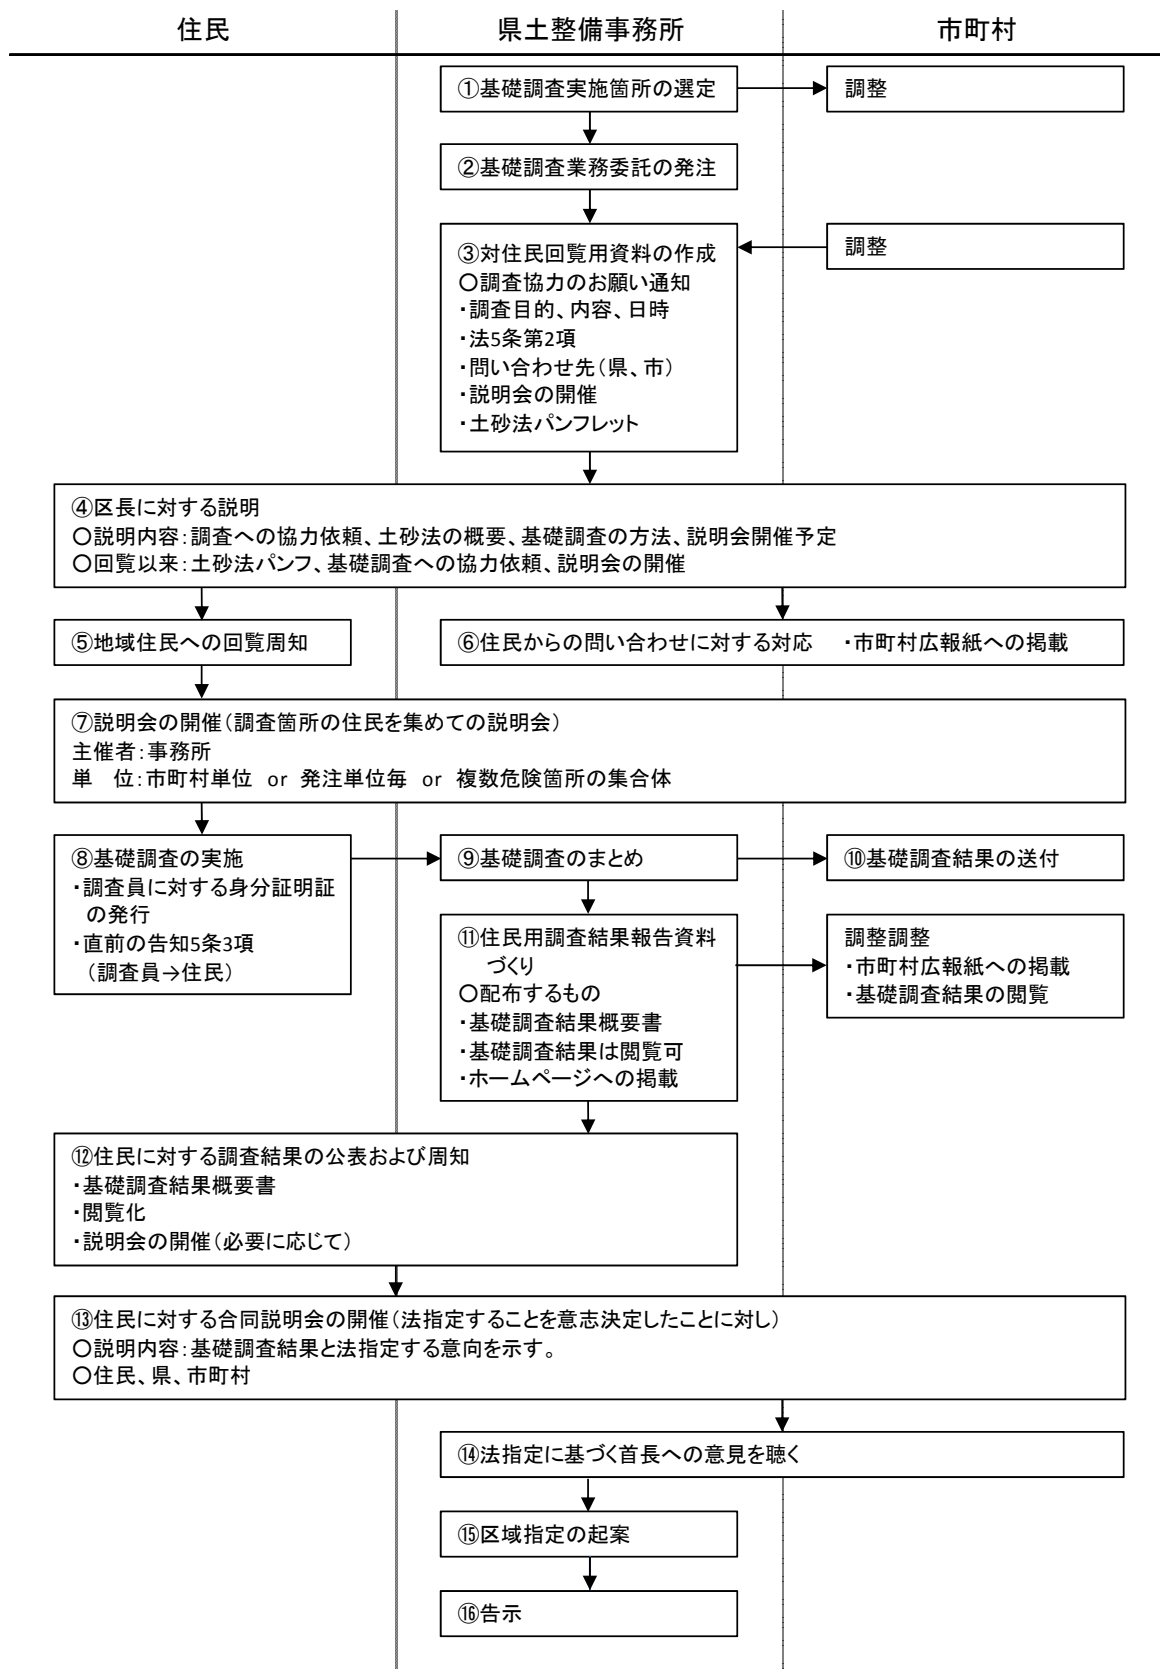 住民
県土整備事務所
市町村
①基礎調査実施箇所の選定
調整
②基礎調査業務委託の発注
③対住民回覧用資料の作成
〇調査協力のお願い通知
・調査目的、内容、日時
・法5条第2項
・問い合わせ先(県、市)
・説明会の開催
・土砂法パンフレット
調整
④区長に対する説明
〇説明内容:調査への協力依頼、土砂法の概要、基礎調査の方法、説明会開催予定
〇回覧以来:土砂法パンフ、基礎調査への協力依頼、説明会の開催
⑤地域住民への回覧周知
⑥住民からの問い合わせに対する対応 ・市町村広報紙への掲載
⑦説明会の開催(調査箇所の住民を集めての説明会)
主催者:事務所
単 位:市町村単位 or 発注単位毎 or 複数危険箇所の集合体
⑧基礎調査の実施
・調査員に対する身分証明証
の発行
・直前の告知5条3項
(調査員→住民)
⑨基礎調査のまとめ
⑩基礎調査結果の送付
⑪住民用調査結果報告資料
づくり
〇配布するもの
・基礎調査結果概要書
・基礎調査結果は閲覧可
・ホームページへの掲載
調整調整
・市町村広報紙への掲載
・基礎調査結果の閲覧
⑫住民に対する調査結果の公表および周知
・基礎調査結果概要書
・閲覧化
・説明会の開催(必要に応じて)
⑬住民に対する合同説明会の開催(法指定することを意志決定したことに対し)
〇説明内容:基礎調査結果と法指定する意向を示す。
〇住民、県、市町村
⑭法指定に基づく首長への意見を聴く
⑮区域指定の起案
⑯告示